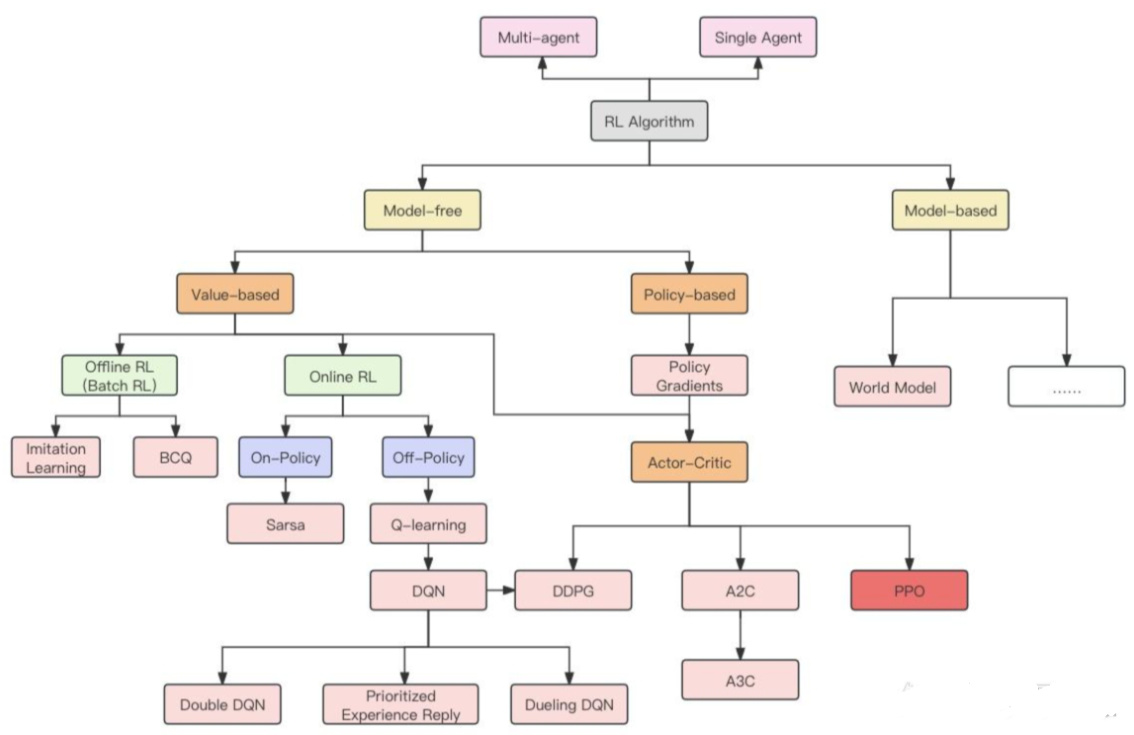 Multi-agent
Single Agent
RL Algorithm
Model-free
Model-based
Value-based
Policy-based
Offline RL
(Batch RL)
Online RL
Policy
Gradients
World Model
......
Imitation
Learning
BCQ
On-Policy
Off-Policy
Actor-Critic
Sarsa
Q-learning
DQN
DDPG
A2C
PPO
A3C
Double DQN
Prioritized
Experience Reply
Dueling DQN